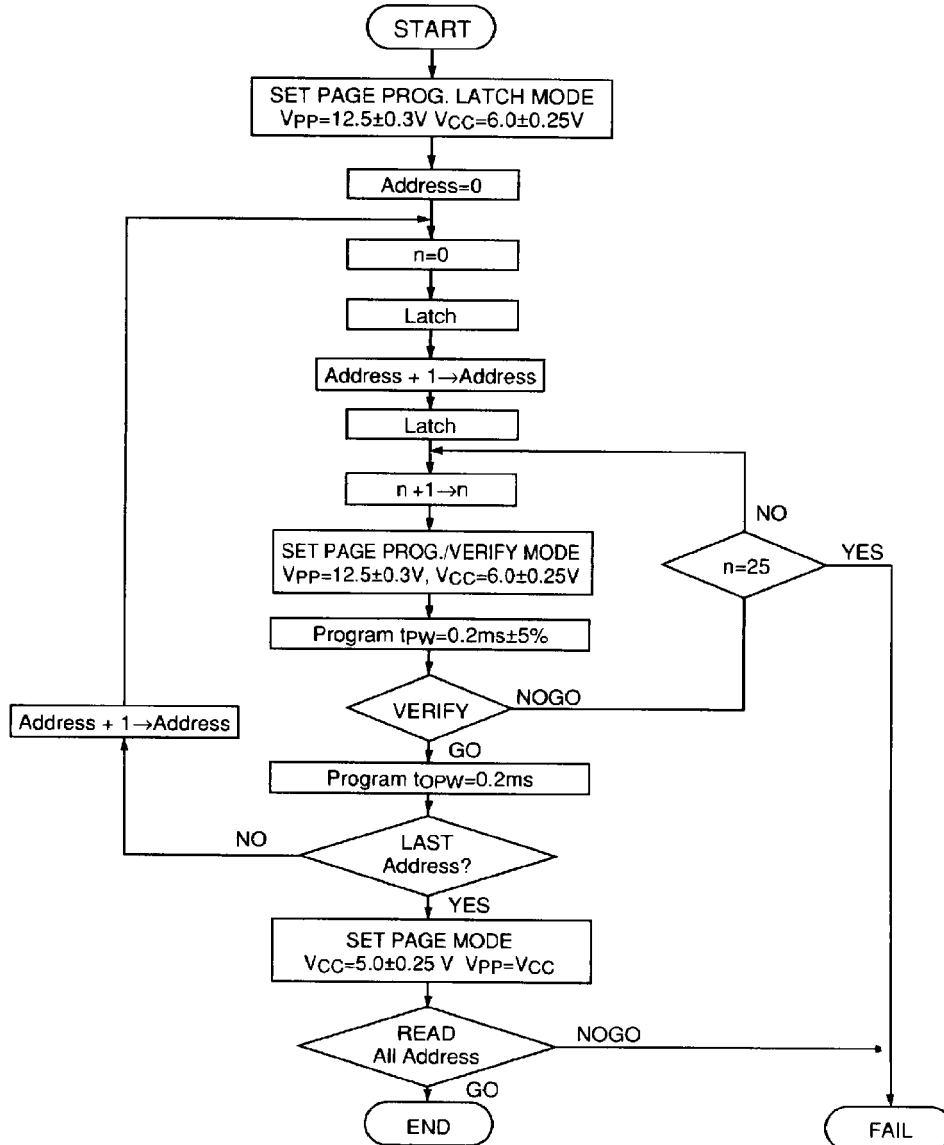 START
SET PAGE PROG. LATCH MODE
VPP=12.5±0.3V VCC=6.0±0.25V
Address=0
n=0
Latch
Address + 1→Address
Latch
n +1→n
NO
SET PAGE PROG./VERIFY MODE
VPP=12.5±0.3V, VCC=6.0±0.25V
n=25
YES
Program tPW=0.2ms±5%
VERIFY
NOGO
Address + 1→Address
GO
Program tOPW=0.2ms
NO
LAST
Address?
YES
SET PAGE MODE
VCC=5.0±0.25 V VPP=VCC
READ
All Address
NOGO
GO
END
FAIL